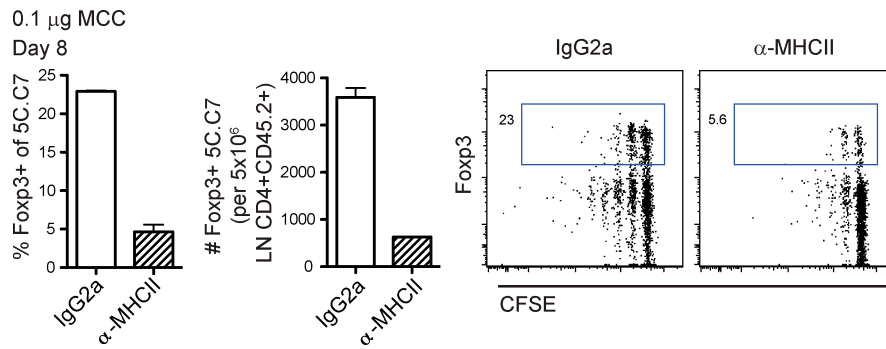 0.1 μg MCC
Day 8
% Foxp3+ of 5C.C7
25
20
15
10
5
0
IgG2a
α-MHCII
# Foxp3+ 5C.C7
(per 5x10⁶
LN CD4+CD45.2+)
4000
3000
2000
1000
0
IgG2a
α-MHCII
IgG2a
α-MHCII
Foxp3
23
5.6
CFSE